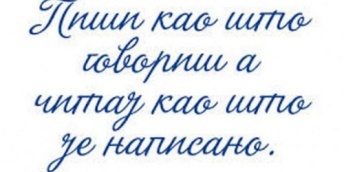 Пиши као што
говориш а
читај као што
је написано.